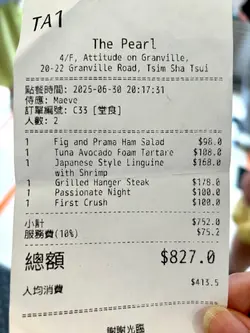 TA1
The Pearl
4/F, Attitude on Granville,
20-22 Granville Road, Tsim Sha Tsui
點餐時間: 2025-06-30 20:17:31
侍應: Maeve
訂單編號: C33 [堂食]
人數: 2
1 Fig and Prama Ham Salad $98.0
1 Tuna Avocado Foam Tartare $108.0
1 Japanese Style Linguine $168.0
with Shrimp
1 Grilled Hanger Steak $178.0
1 Passionate Night $100.0
1 First Crush $100.0
小計 $752.0
服務費(10%) $75.2
總額 $827.0
人均消費 $413.5
謝謝光臨